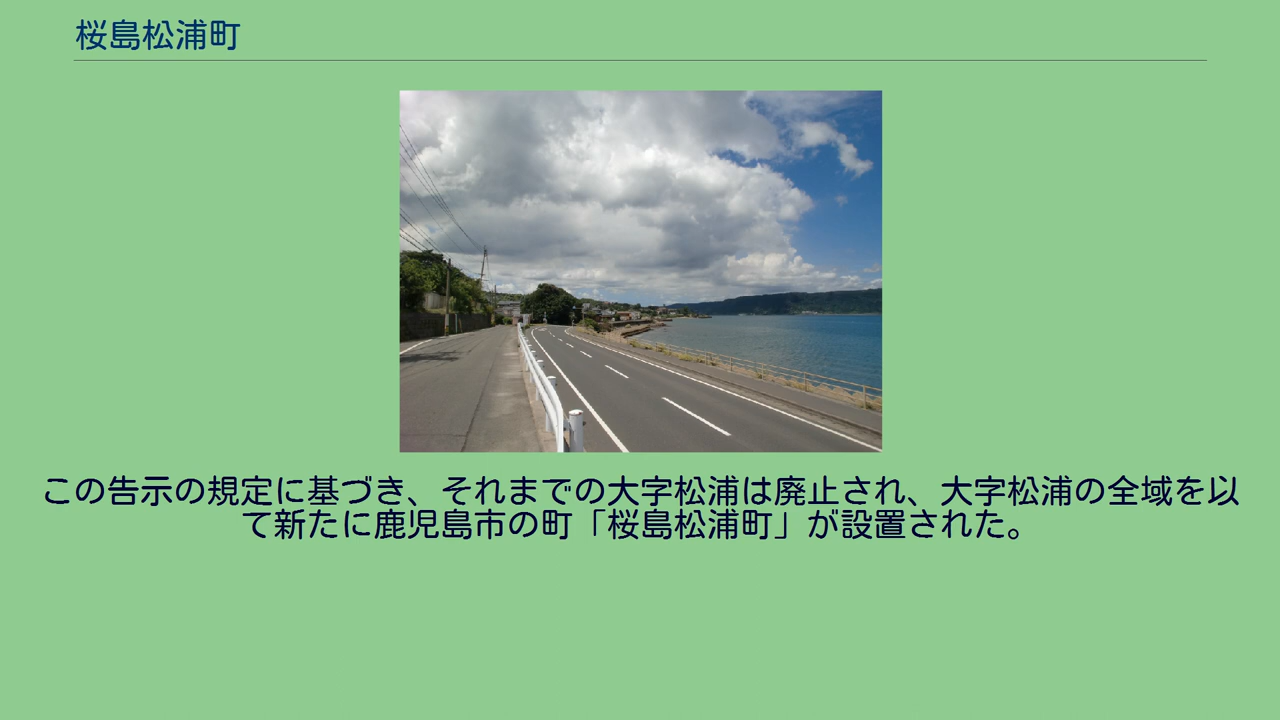 桜島松浦町
この告示の規定に基づき、それまでの大字松浦は廃止され、大字松浦の全域を以
て新たに鹿児島市の町「桜島松浦町」が設置された。